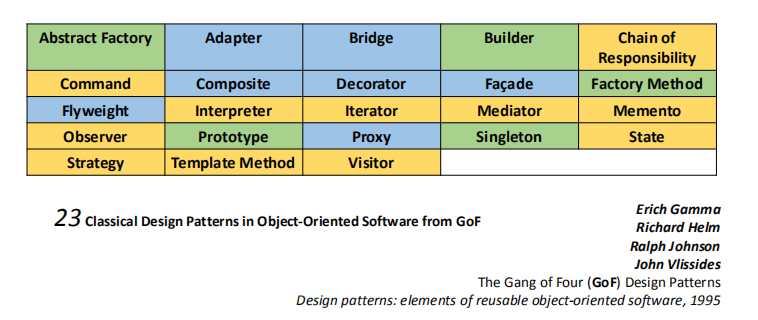 Abstract Factory Adapter Bridge Builder Chain of
Responsibility
Command Composite Decorator Façade Factory Method
Flyweight Interpreter Iterator Mediator Memento
Observer Prototype Proxy Singleton State
Strategy Template Method Visitor
23 Classical Design Patterns in Object-Oriented Software from GoF
Erich Gamma
Richard Helm
Ralph Johnson
John Vlissides
The Gang of Four (GoF) Design Patterns
Design patterns: elements of reusable object-oriented software, 1995